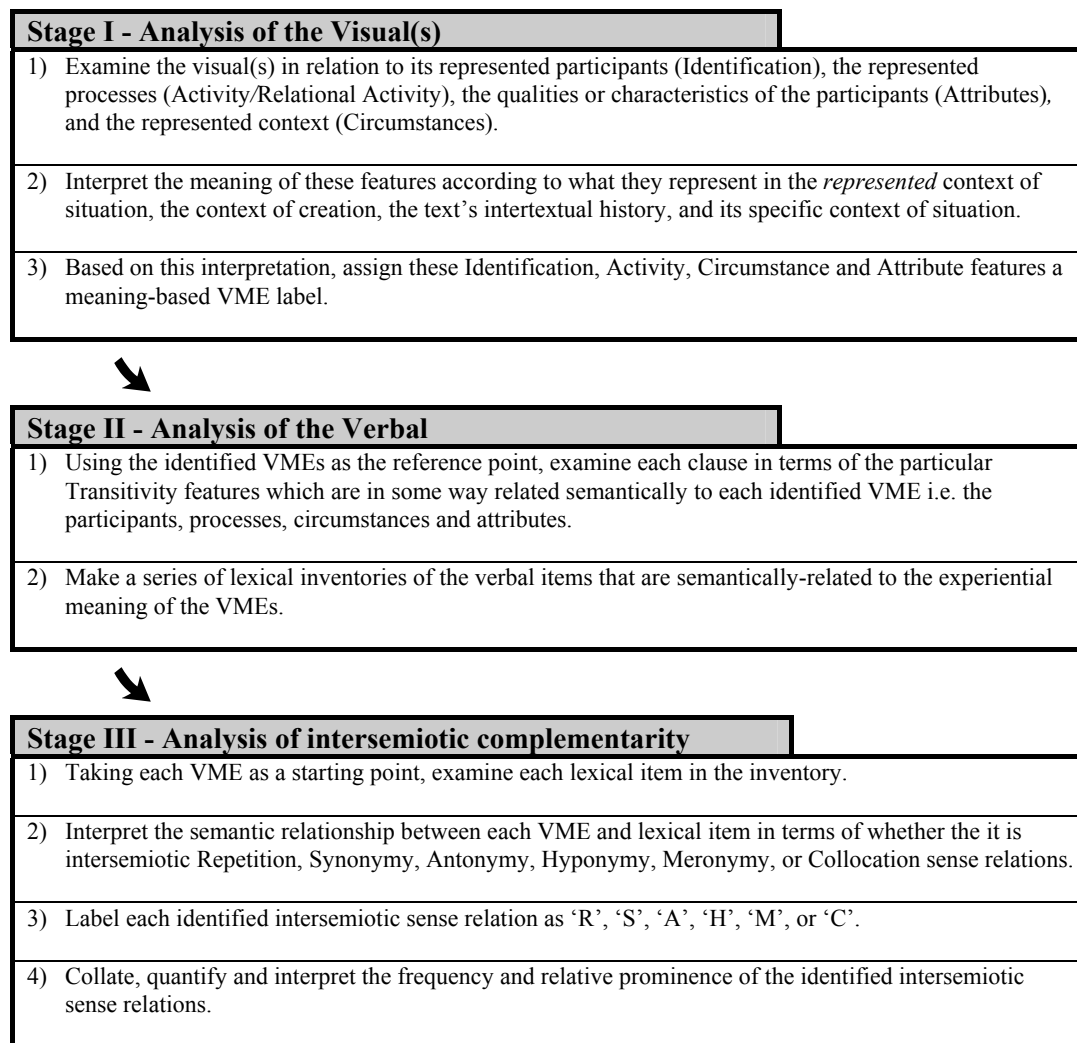 Stage I - Analysis of the Visual(s)
1) Examine the visual(s) in relation to its represented participants (Identification), the represented
processes (Activity/Relational Activity), the qualities or characteristics of the participants (Attributes),
and the represented context (Circumstances).
2) Interpret the meaning of these features according to what they represent in the represented context of
situation, the context of creation, the text’s intertextual history, and its specific context of situation.
3) Based on this interpretation, assign these Identification, Activity, Circumstance and Attribute features a
meaning-based VME label.
Stage II - Analysis of the Verbal
1) Using the identified VMEs as the reference point, examine each clause in terms of the particular
Transitivity features which are in some way related semantically to each identified VME i.e. the
participants, processes, circumstances and attributes.
2) Make a series of lexical inventories of the verbal items that are semantically-related to the experiential
meaning of the VMEs.
Stage III - Analysis of intersemiotic complementarity
1) Taking each VME as a starting point, examine each lexical item in the inventory.
2) Interpret the semantic relationship between each VME and lexical item in terms of whether the it is
intersemiotic Repetition, Synonymy, Antonymy, Hyponymy, Meronymy, or Collocation sense relations.
3) Label each identified intersemiotic sense relation as ‘R’, ‘S’, ‘A’, ‘H’, ‘M’, or ‘C’.
4) Collate, quantify and interpret the frequency and relative prominence of the identified intersemiotic
sense relations.